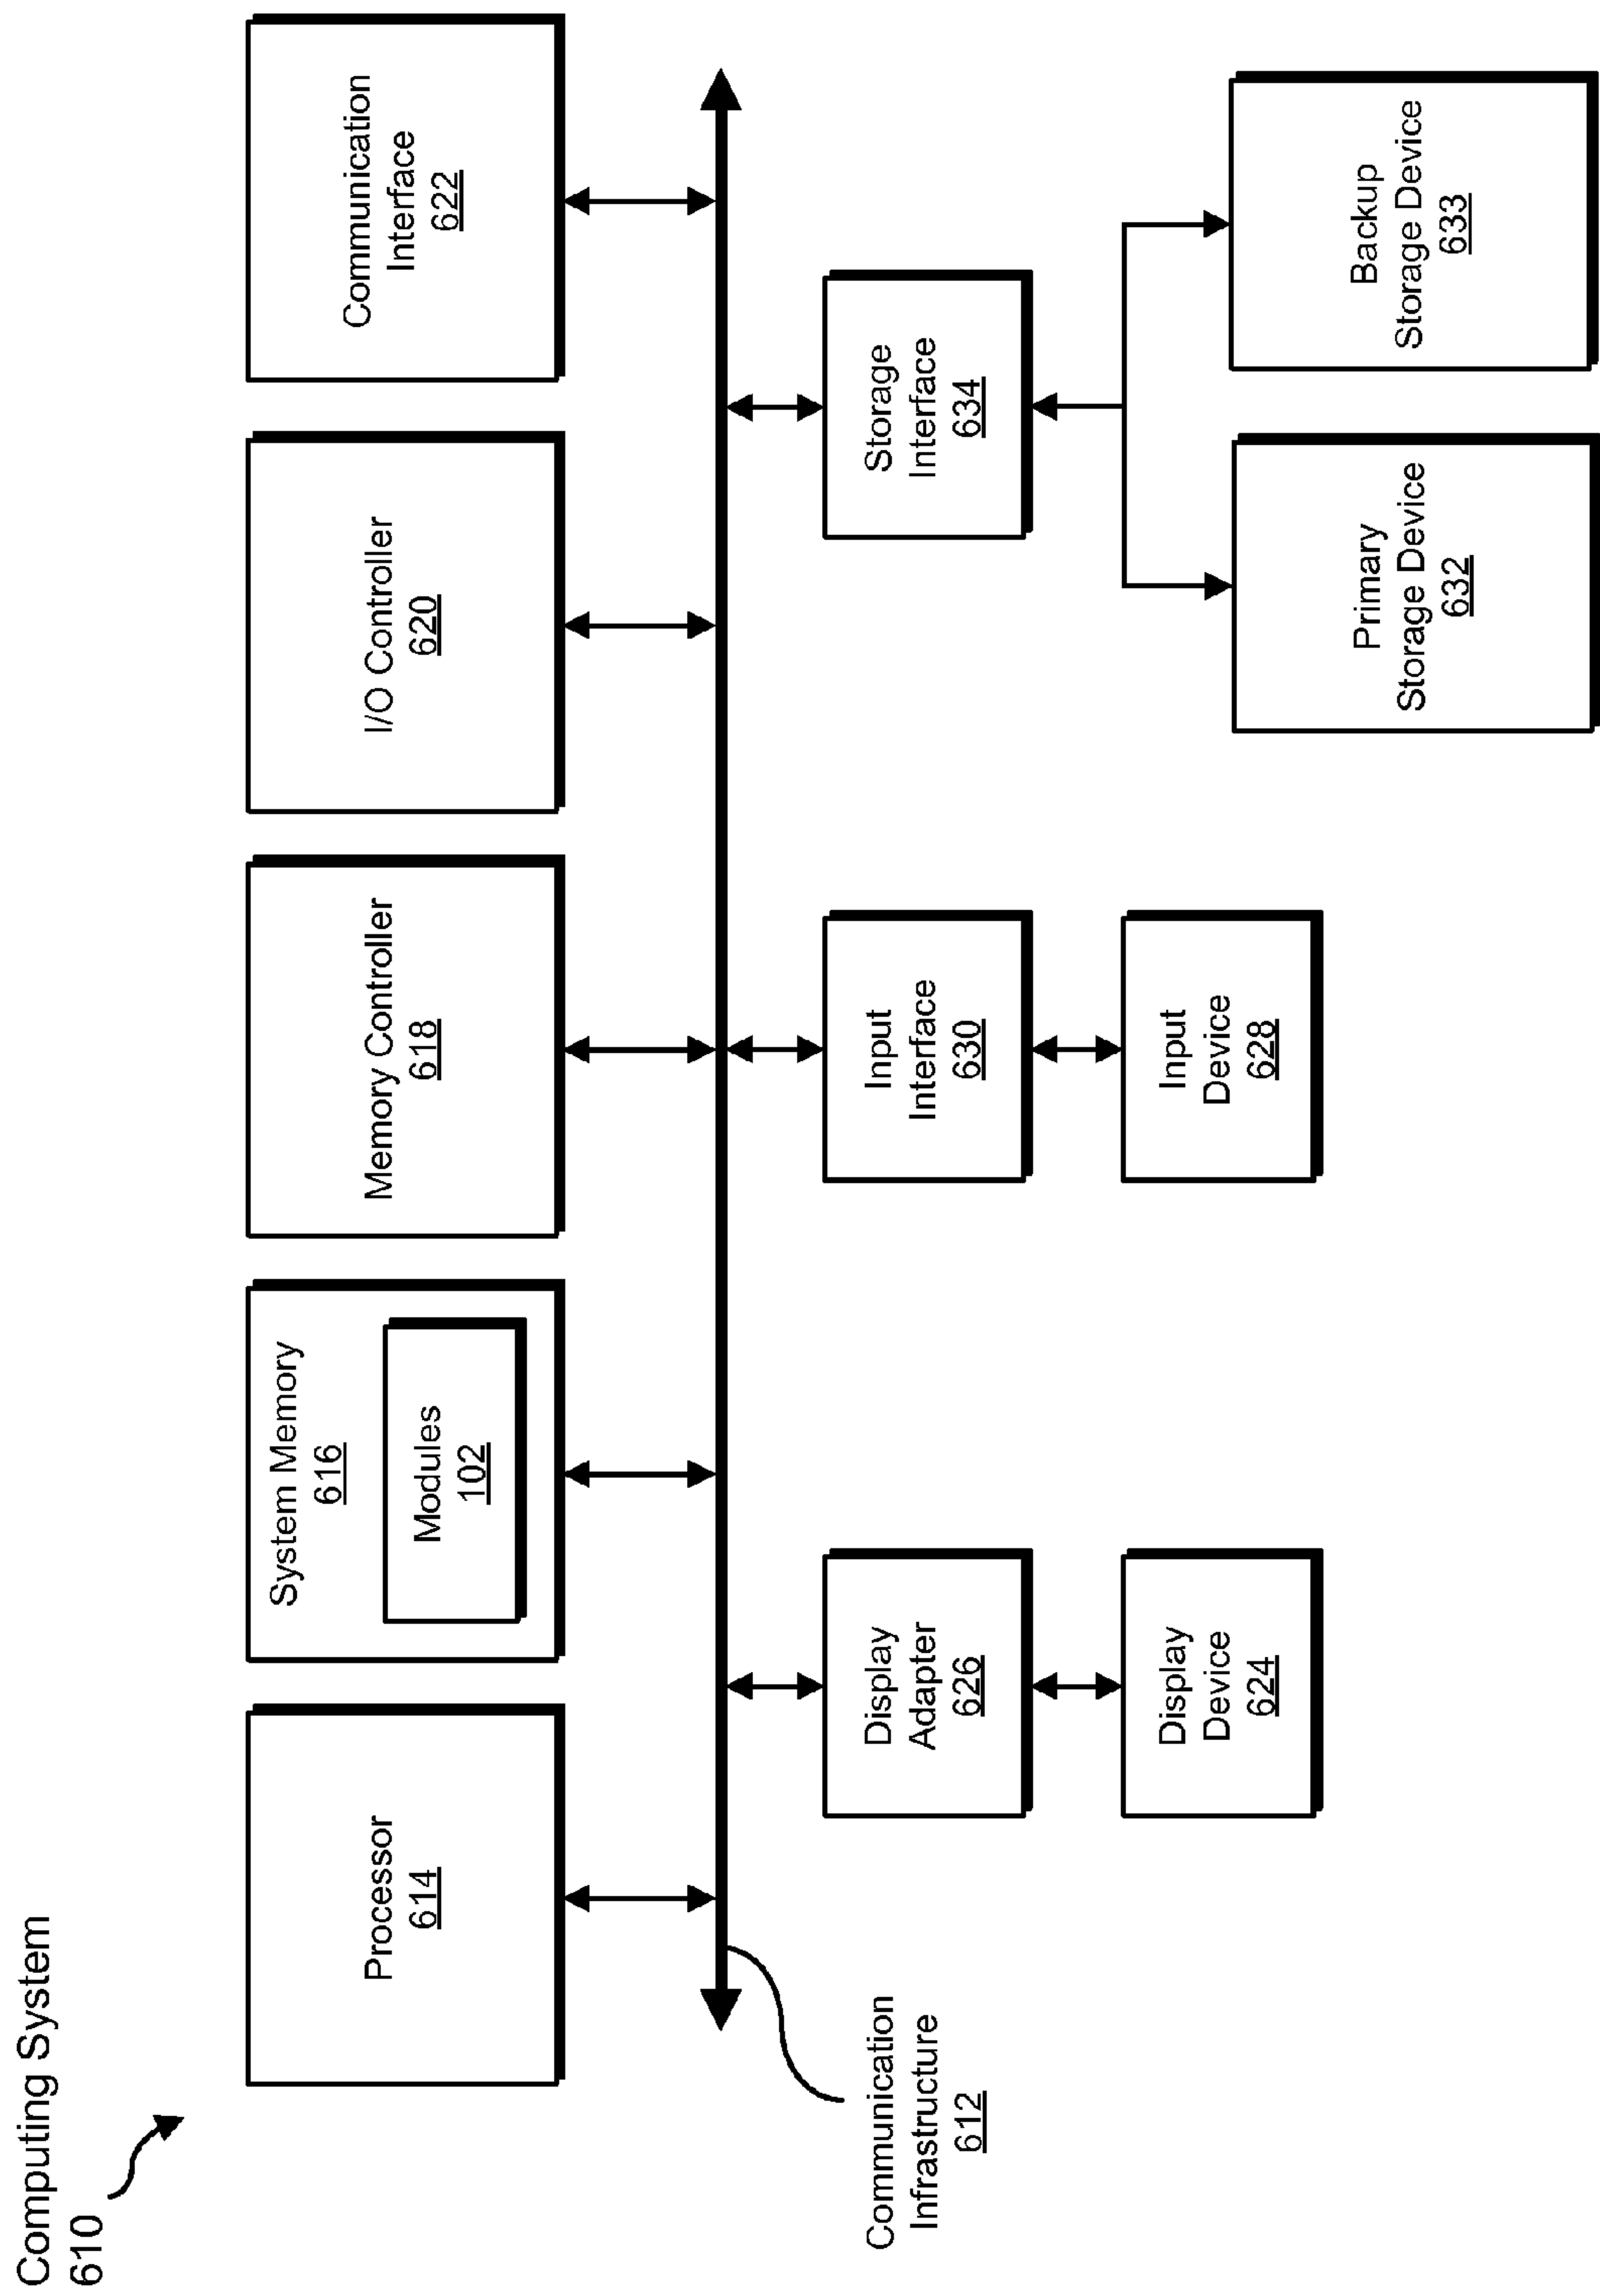 Computing System
610
Processor
614
System Memory
616
Modules
102
Memory Controller
618
I/O Controller
620
Communication
Interface
622
Communication
Infrastructure
612
Display
Adapter
626
Input
Interface
630
Storage
Interface
634
Display
Device
624
Input
Device
628
Primary
Storage Device
632
Backup
Storage Device
633